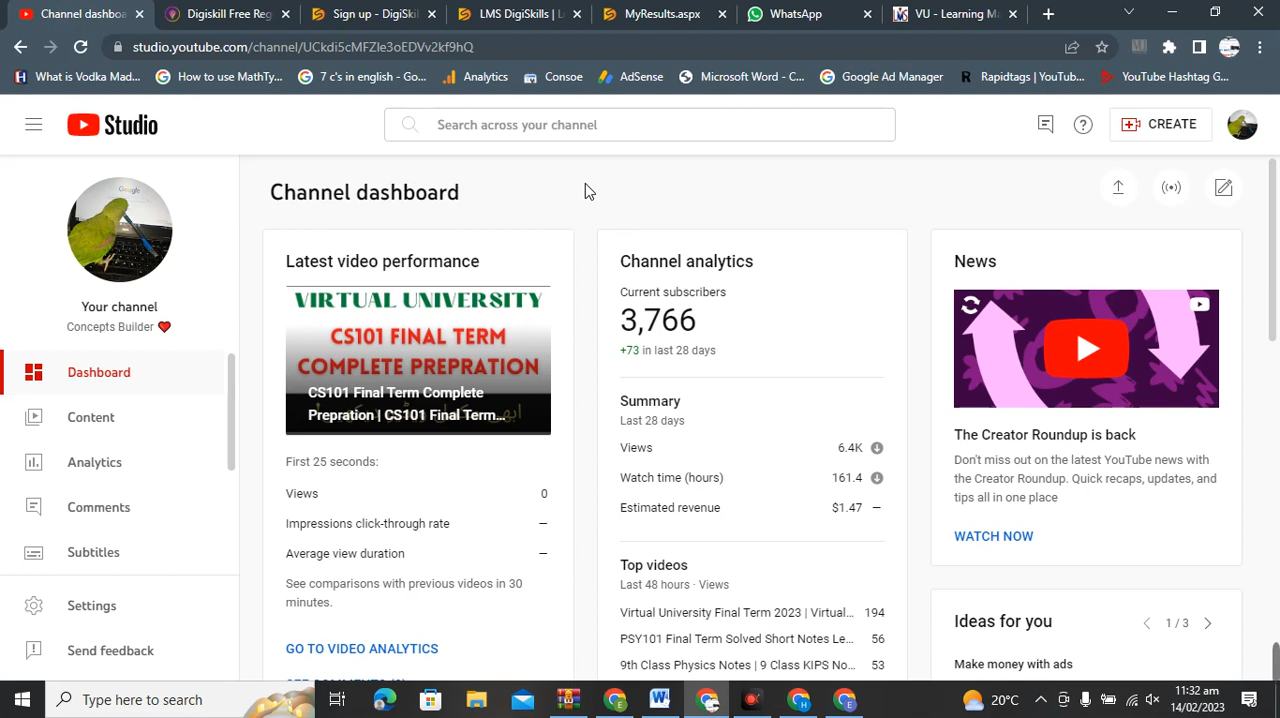 Channel dashboard
Digiskill Free Reg
Sign up - DigiSkil
LMS DigiSkills | L
MyResults.aspx
WhatsApp
VU - Learning Ma
studio.youtube.com/channel/UCkdi5cMFZIe3oEDVv2kf9hQ
What is Vodka Mad...
How to use MathTy...
7 c's in english - Go...
Analytics
Consoe
AdSense
Microsoft Word - C...
Google Ad Manager
Rapidtags | YouTub...
YouTube Hashtag G...
Studio
Search across your channel
CREATE
Your channel
Concepts Builder
Dashboard
Content
Analytics
Comments
Subtitles
Settings
Send feedback
Channel dashboard
Latest video performance
VIRTUAL UNIVERSITY
CS101 FINAL TERM
COMPLETE PREPRATION
CS101 Final Term Complete
Prepration | CS101 Final Term...
First 25 seconds:
Views 0
Impressions click-through rate –
Average view duration –
See comparisons with previous videos in 30
minutes.
GO TO VIDEO ANALYTICS
Channel analytics
Current subscribers
3,766
+73 in last 28 days
Summary
Last 28 days
Views 6.4K
Watch time (hours) 161.4
Estimated revenue $1.47 –
Top videos
Last 48 hours · Views
Virtual University Final Term 2023 | Virtual... 194
PSY101 Final Term Solved Short Notes Le... 56
9th Class Physics Notes | 9 Class KIPS No... 53
News
The Creator Roundup is back
Don't miss out on the latest YouTube news with
the Creator Roundup. Quick recaps, updates, and
tips all in one place
WATCH NOW
Ideas for you
1 / 3
Make money with ads
Type here to search
20°C
11:32 am
14/02/2023